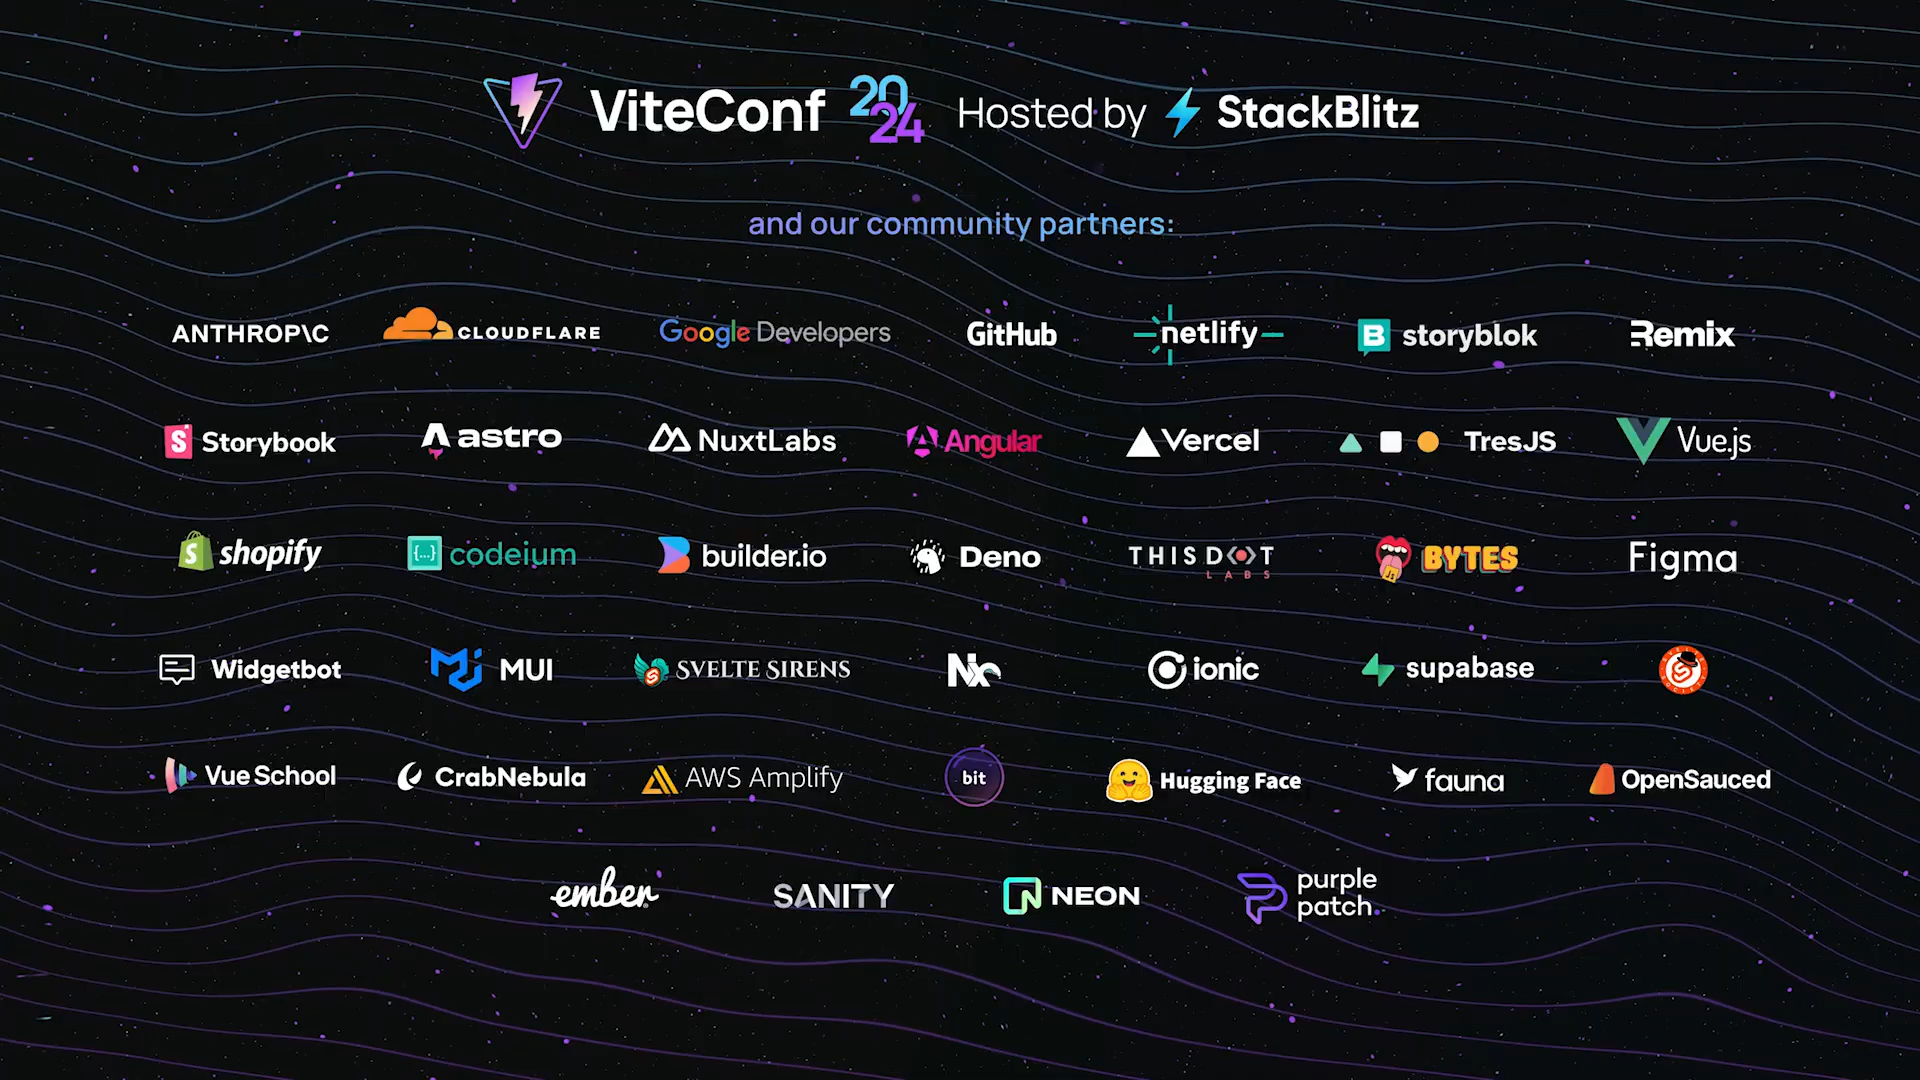 ViteConf 2024 Hosted by StackBlitz
and our community partners:
ANTHROP\C CLOUDFLARE Google Developers GitHub netlify B storyblok Remix
S Storybook astro NuxtLabs Angular Vercel TresJS Vue.js
S shopify {...} codeium builder.io Deno THIS DOT LABS JS BYTES Figma
Widgetbot MUI SVELTE SIRENS Nx ionic supabase SVELTE SOCIETY
Vue School CrabNebula AWS Amplify bit Hugging Face fauna OpenSauced
ember SANITY NEON purple patch.